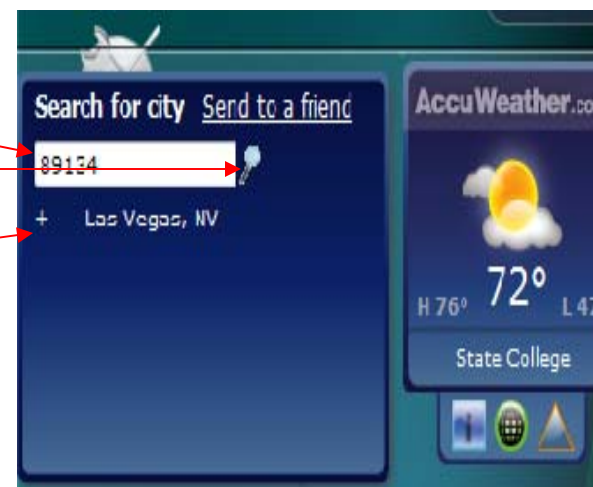 Search for city Send to a friend
89134
+ Las Vegas, NV
AccuWeather.co
72°
H 76° L 47
State College
i